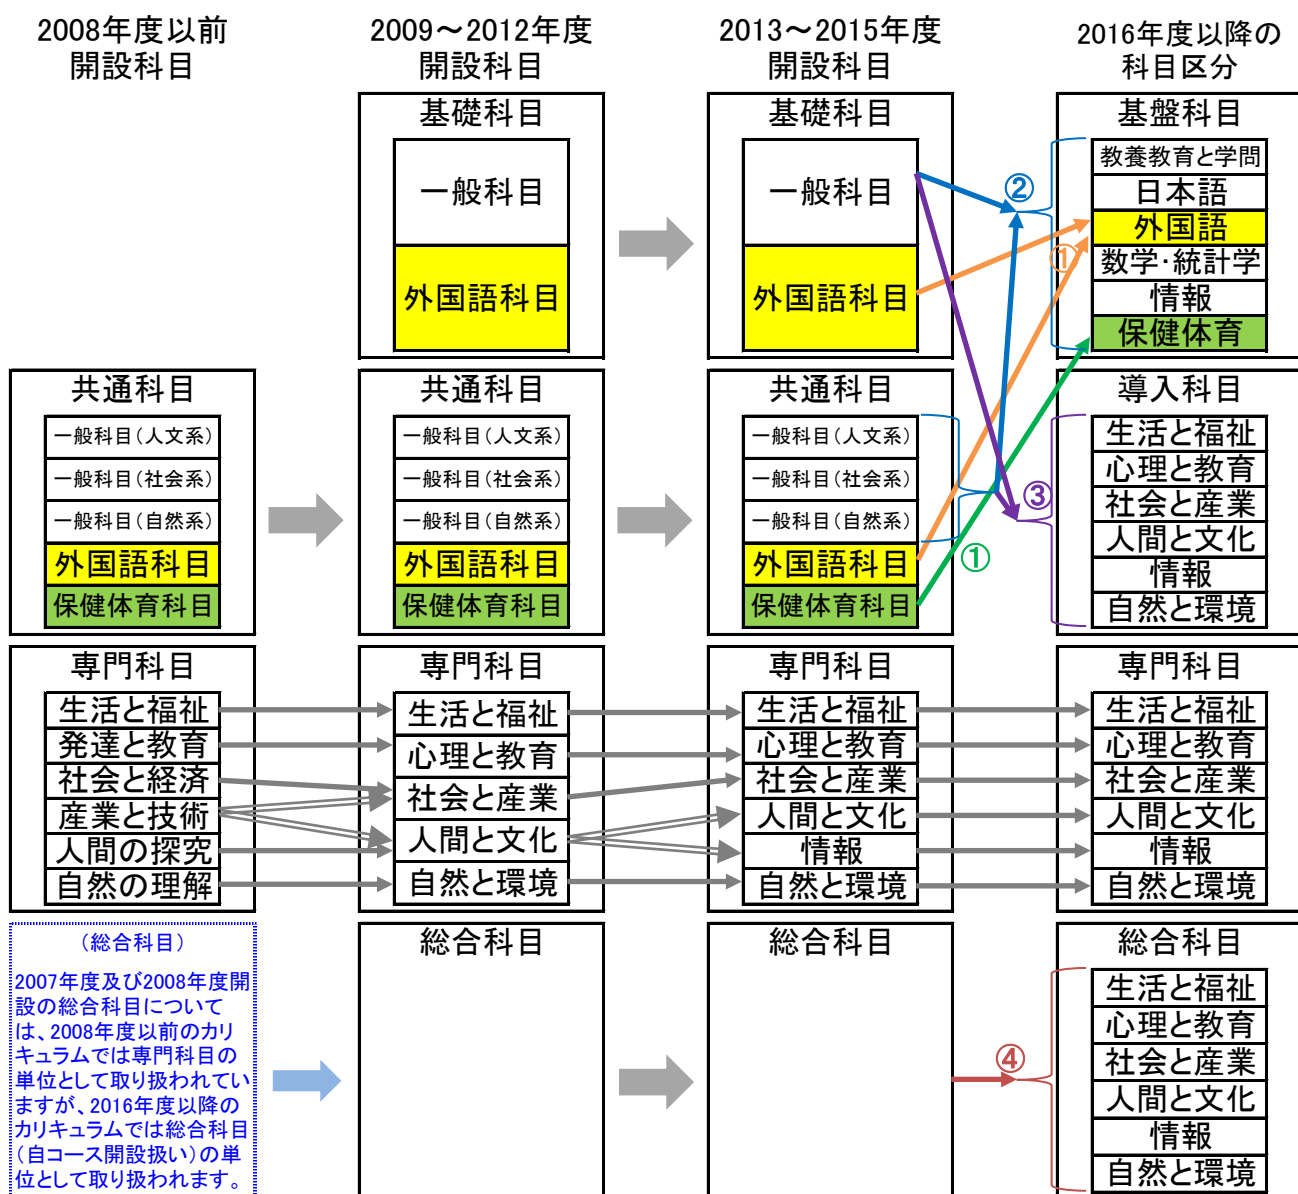 2008年度以前
開設科目
2009～2012年度
開設科目
2013～2015年度
開設科目
2016年度以降の
科目区分
基礎科目
一般科目
外国語科目
基礎科目
一般科目
外国語科目
基盤科目
教養教育と学問
日本語
外国語
数学・統計学
情報
保健体育
②
①
共通科目
一般科目（人文系）
一般科目（社会系）
一般科目（自然系）
外国語科目
保健体育科目
共通科目
一般科目（人文系）
一般科目（社会系）
一般科目（自然系）
外国語科目
保健体育科目
共通科目
一般科目（人文系）
一般科目（社会系）
一般科目（自然系）
外国語科目
保健体育科目
③
①
導入科目
生活と福祉
心理と教育
社会と産業
人間と文化
情報
自然と環境
専門科目
生活と福祉
発達と教育
社会と経済
産業と技術
人間の探究
自然の理解
専門科目
生活と福祉
心理と教育
社会と産業
人間と文化
自然と環境
専門科目
生活と福祉
心理と教育
社会と産業
人間と文化
情報
自然と環境
専門科目
生活と福祉
心理と教育
社会と産業
人間と文化
情報
自然と環境
（総合科目）
2007年度及び2008年度開
設の総合科目について
は、2008年度以前のカリ
キュラムでは専門科目の
単位として取り扱われてい
ますが、2016年度以降の
カリキュラムでは総合科目
（自コース開設扱い）の単
位として取り扱われます。
総合科目
総合科目
④
総合科目
生活と福祉
心理と教育
社会と産業
人間と文化
情報
自然と環境